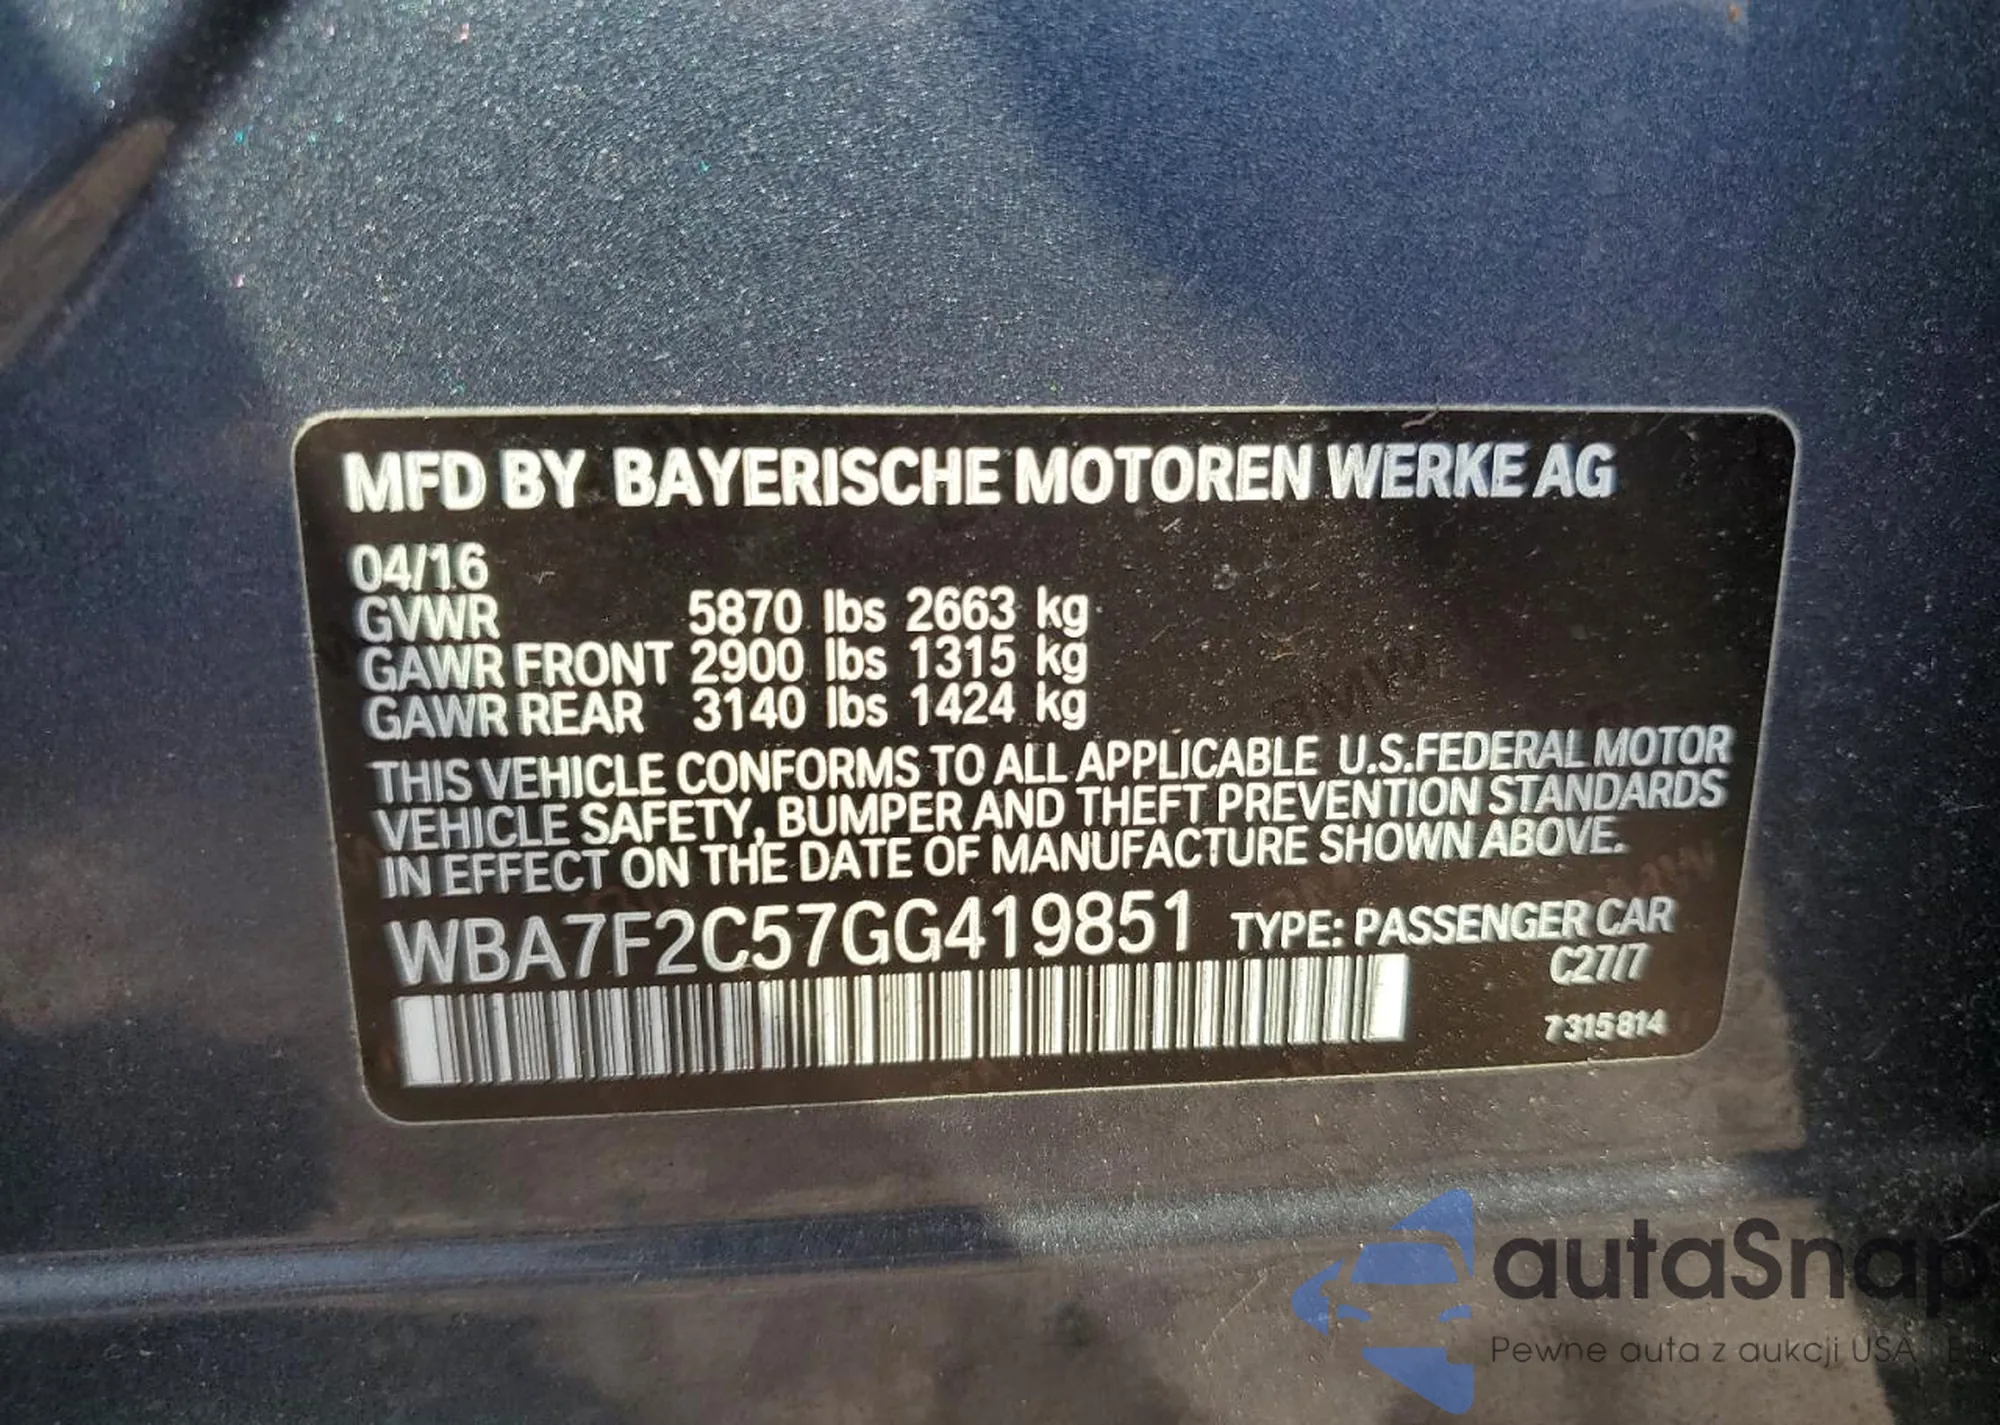 MFD BY BAYERISCHE MOTOREN WERKE AG
04/16
GVWR 5870 lbs 2663 kg
GAWR FRONT 2900 lbs 1315 kg
GAWR REAR 3140 lbs 1424 kg
THIS VEHICLE CONFORMS TO ALL APPLICABLE U.S.FEDERAL MOTOR
VEHICLE SAFETY, BUMPER AND THEFT PREVENTION STANDARDS
IN EFFECT ON THE DATE OF MANUFACTURE SHOWN ABOVE.
WBA7F2C57GG419851 TYPE: PASSENGER CAR
C27/7
7315814
autaSnap
Pewne auta z aukcji USA